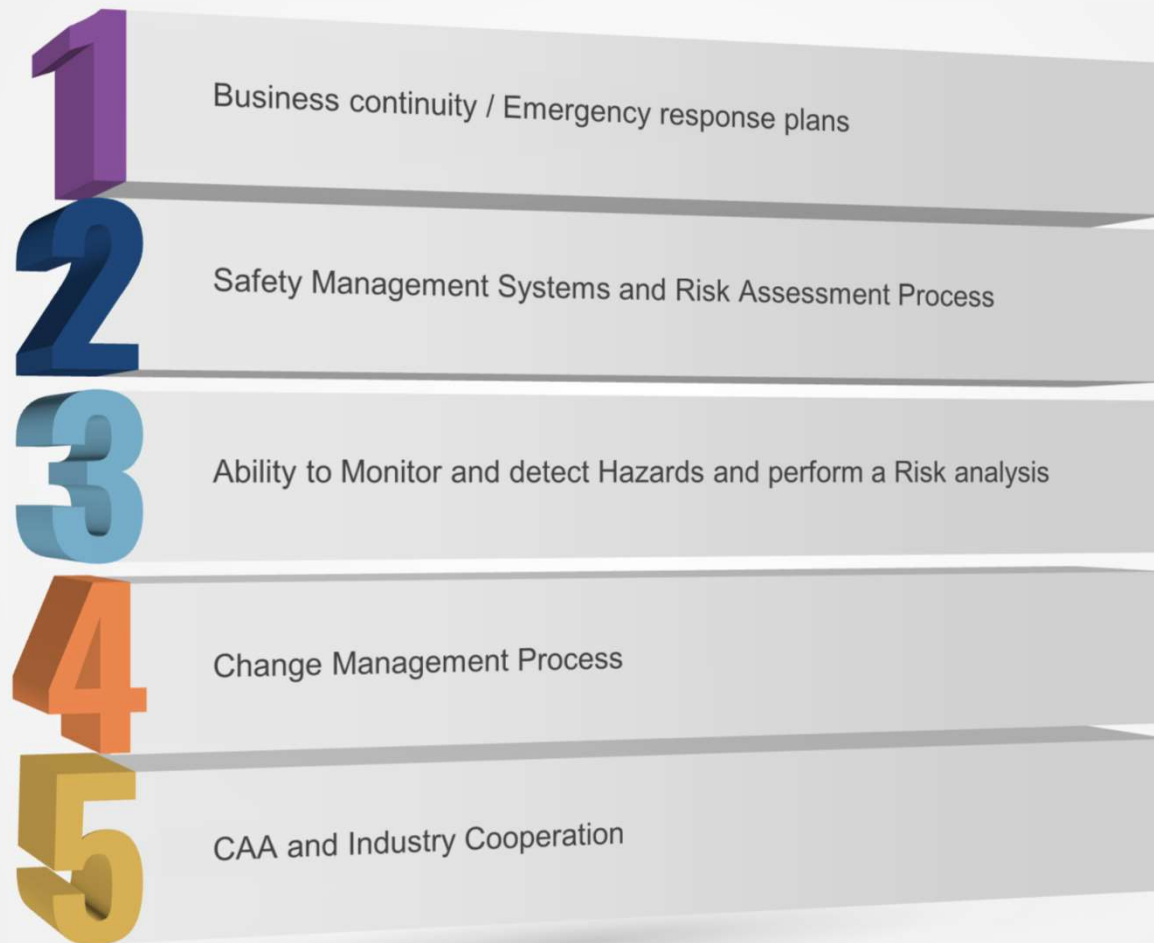 1
Business continuity / Emergency response plans
2
Safety Management Systems and Risk Assessment Process
3
Ability to Monitor and detect Hazards and perform a Risk analysis
4
Change Management Process
5
CAA and Industry Cooperation